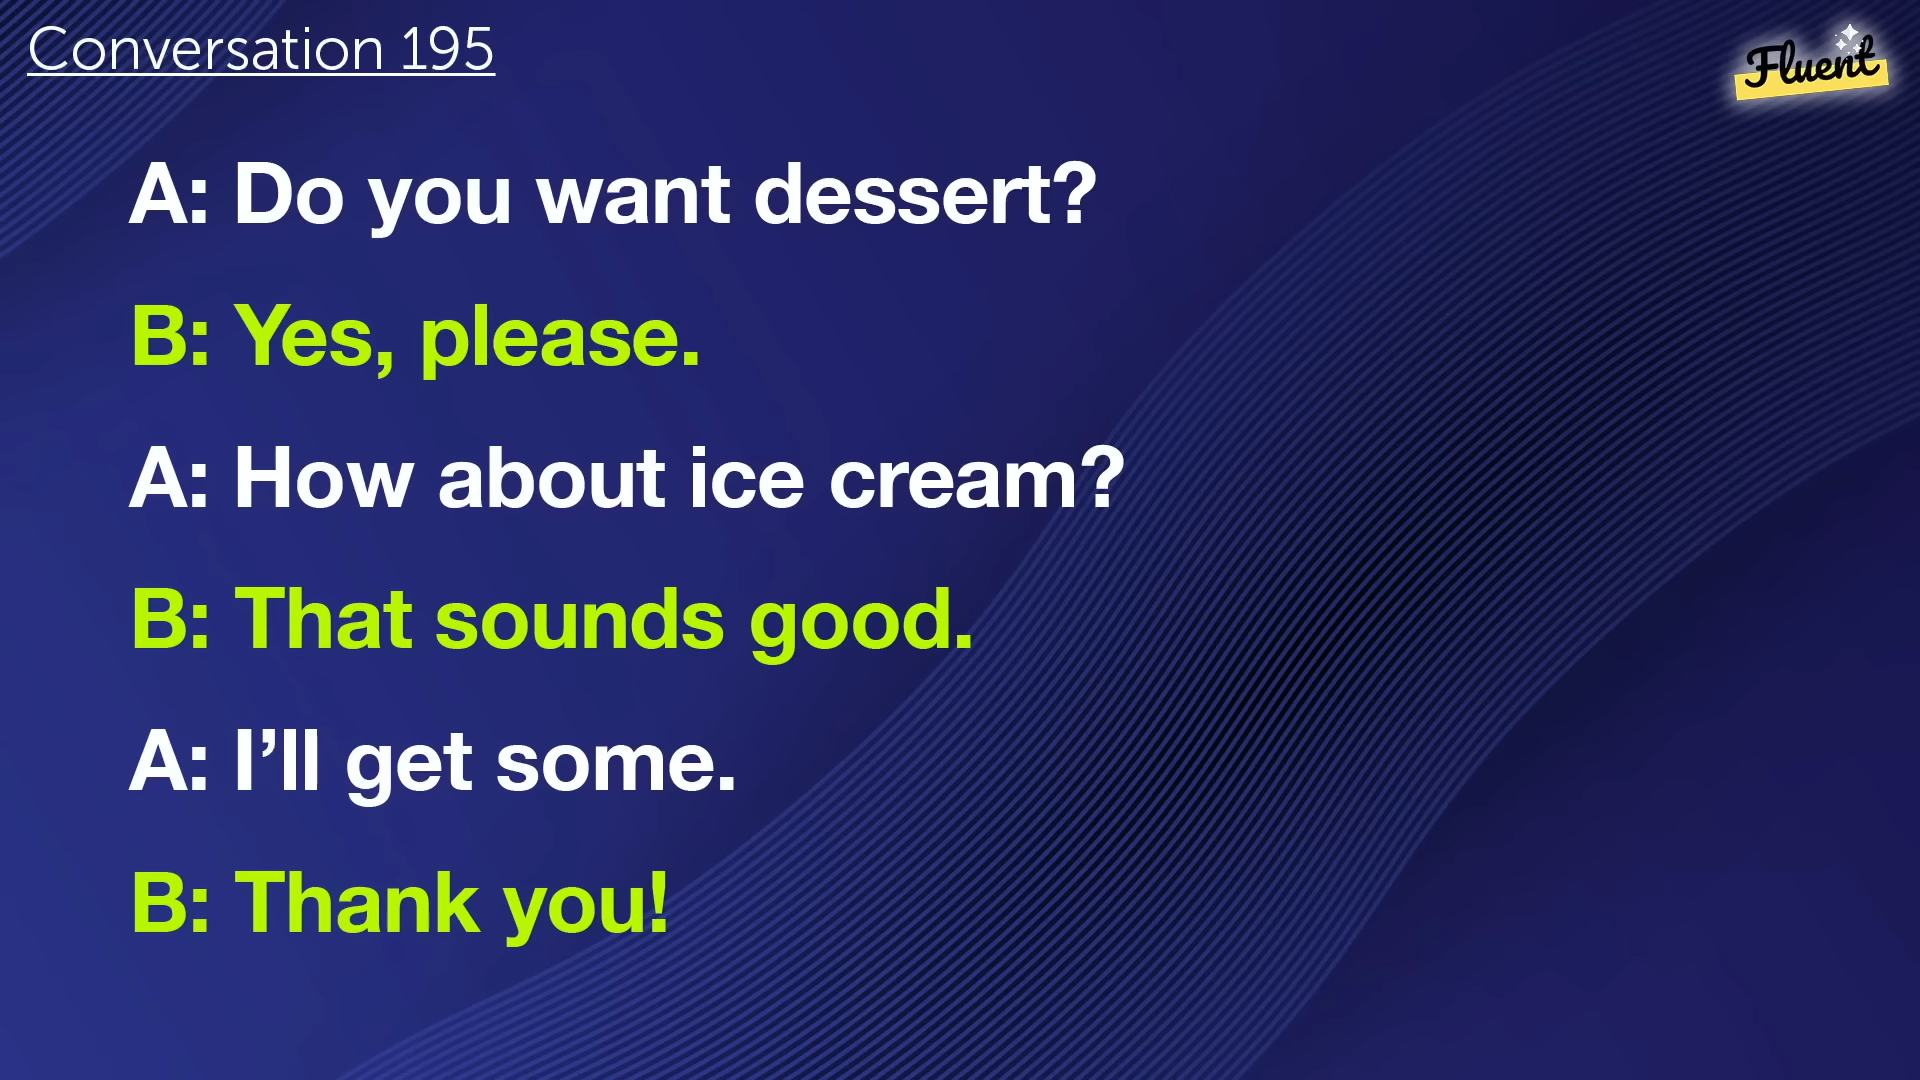 Conversation 195
Fluent
A: Do you want dessert?
B: Yes, please.
A: How about ice cream?
B: That sounds good.
A: I’ll get some.
B: Thank you!